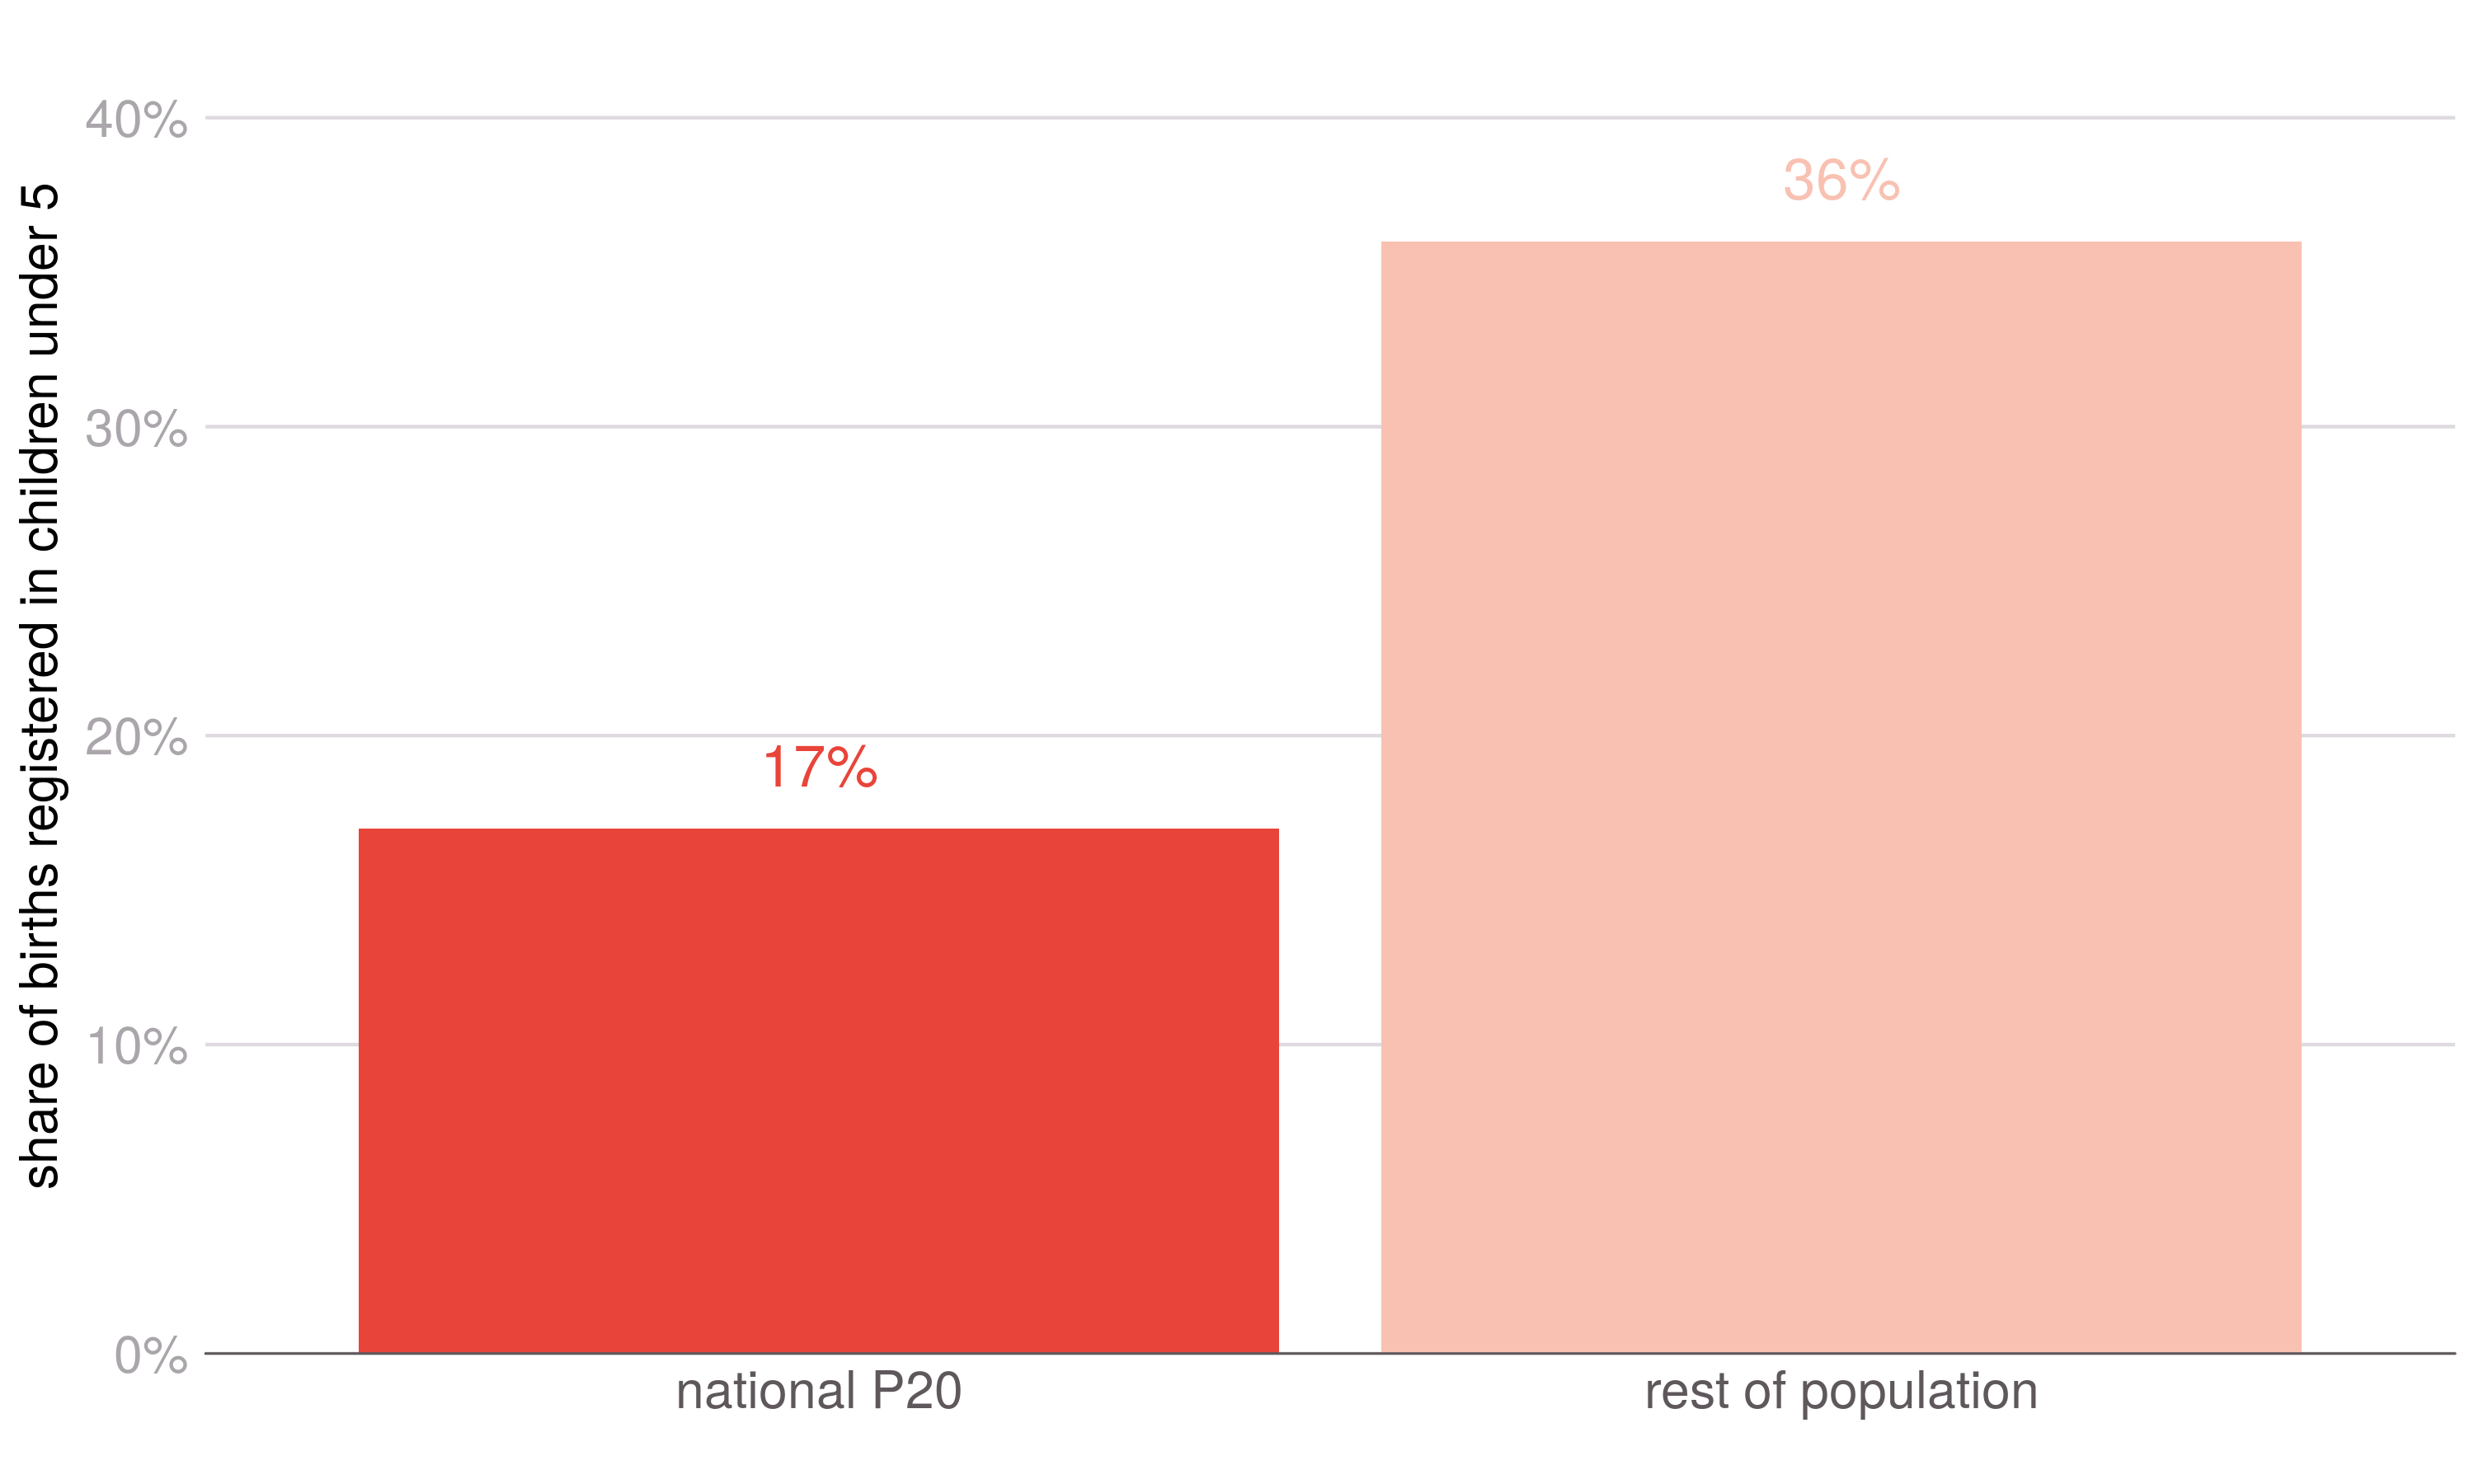 share of births registered in children under 5
40%
30%
20%
10%
0%
17%
36%
national P20
rest of population